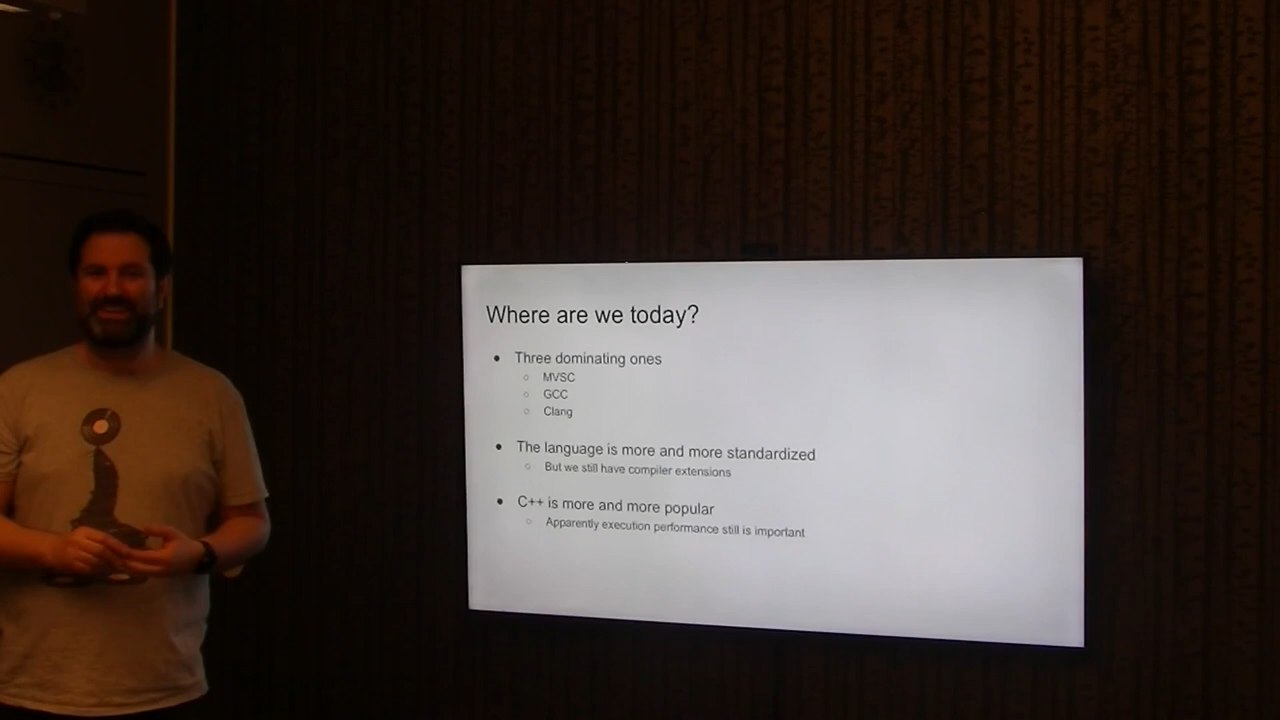 Where are we today?
Three dominating ones
MVSC
GCC
Clang
The language is more and more standardized
But we still have compiler extensions
C++ is more and more popular
Apparently execution performance still is important